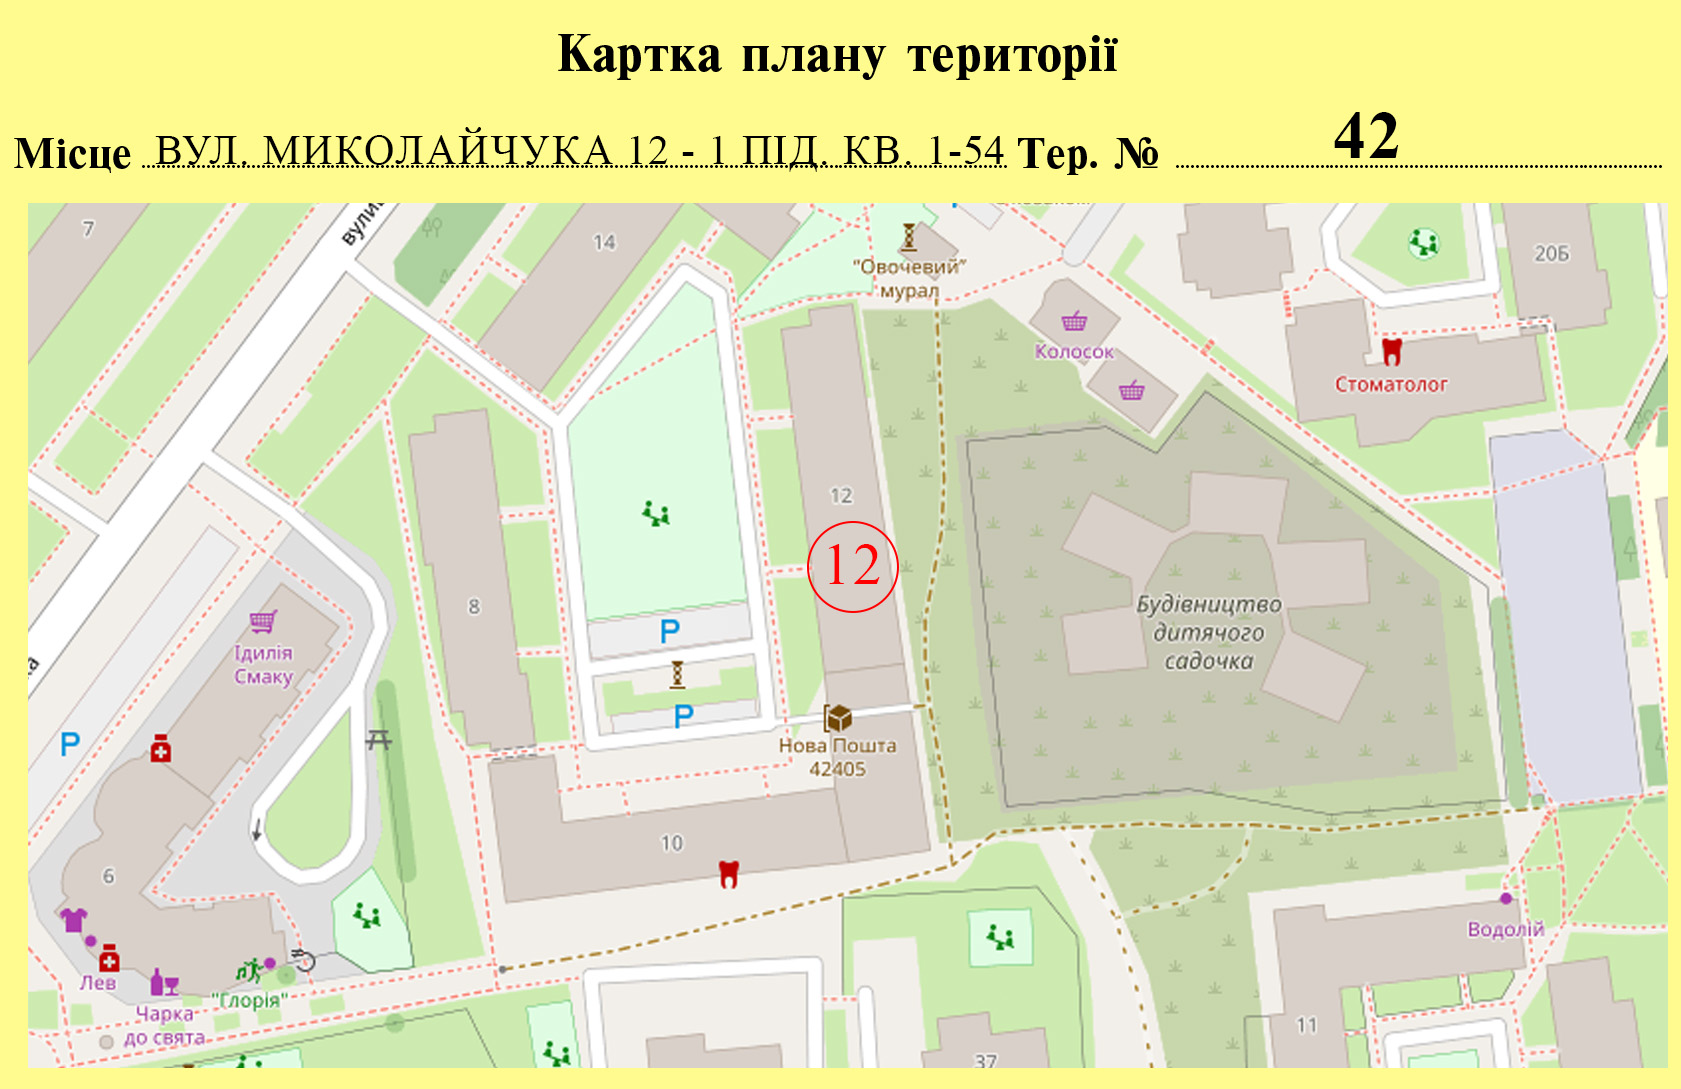 Картка плану території
Місце ВУЛ. МИКОЛАЙЧУКА 12 - 1 ПІД. КВ. 1-54 Тер. № 42
7
14
"Овочевий"
мурал
20Б
Колосок
Стоматолог
12
12
8
Будівництво
дитячого
садочка
Ідилія
Смаку
P
P
P
Нова Пошта
42405
10
6
Водолій
Лев
"Глорія"
Чарка
до свята
11
37